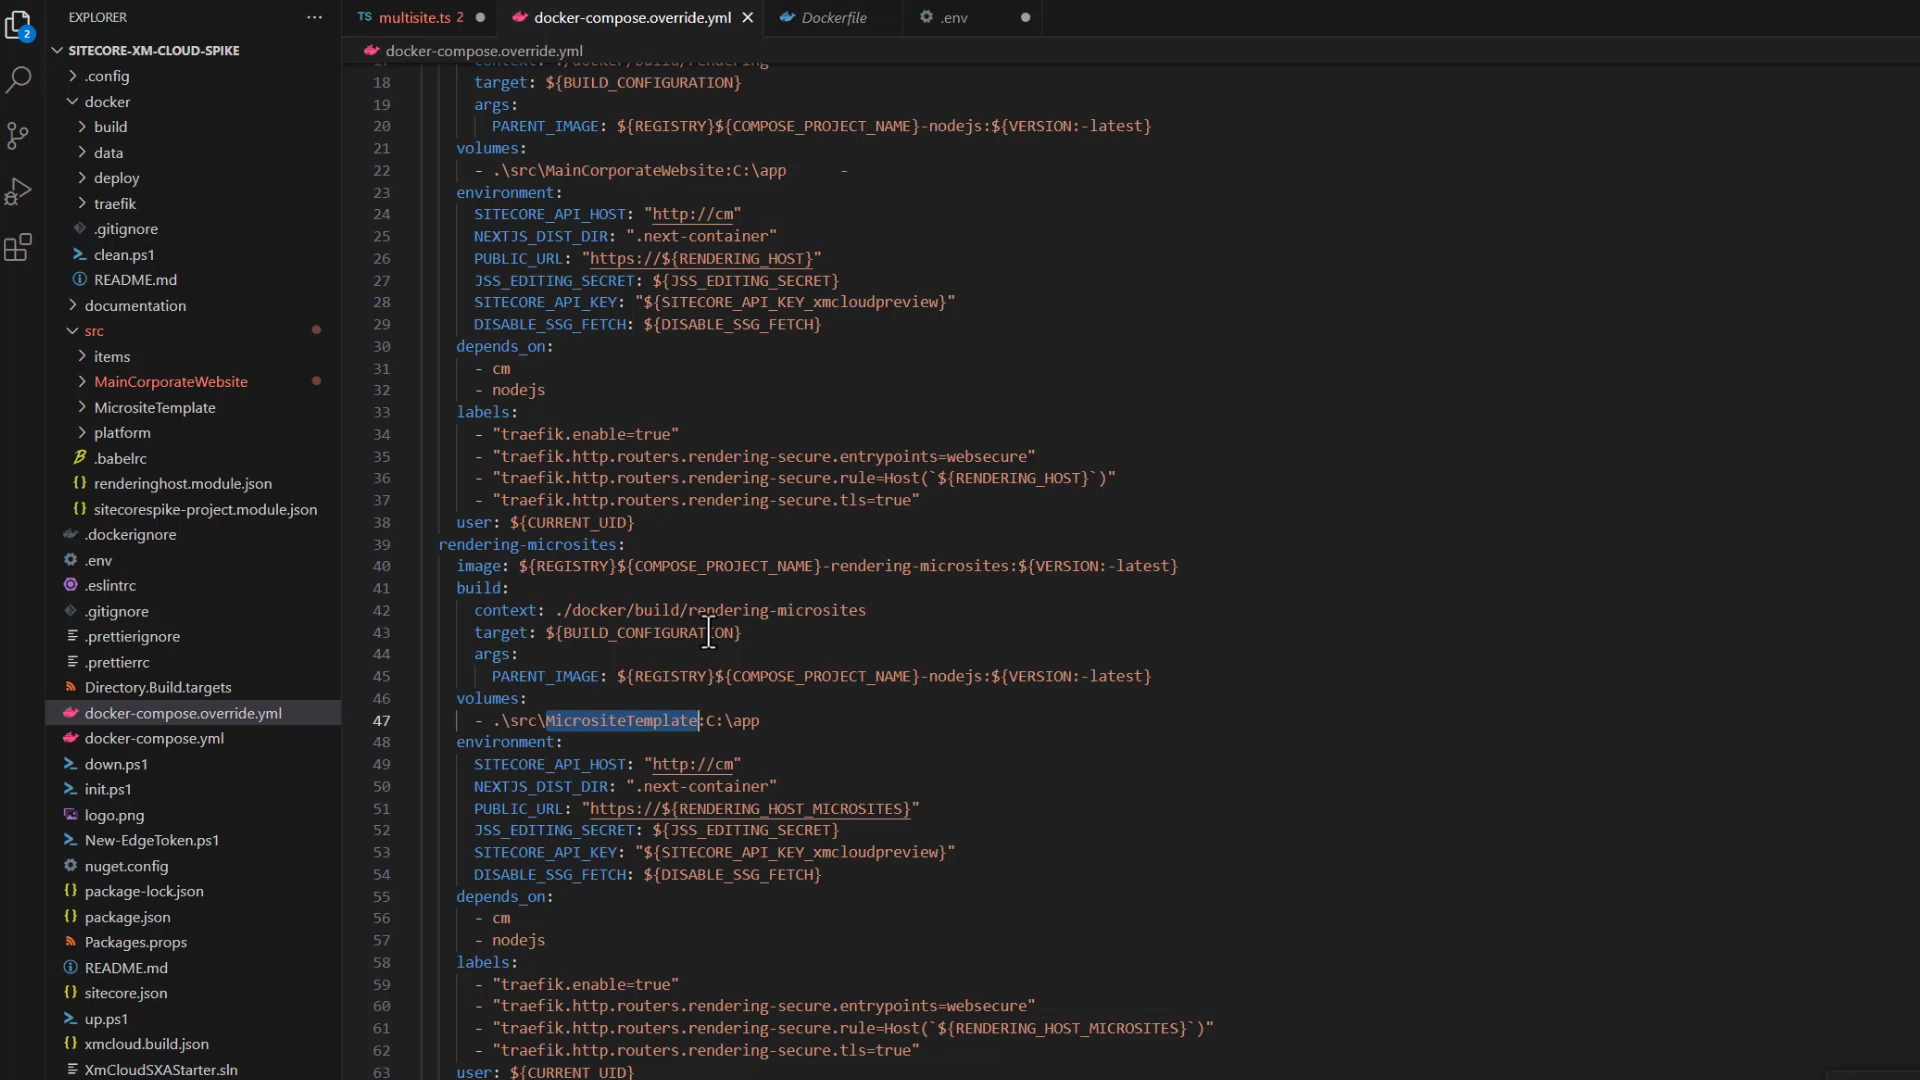 EXPLORER
SITECORE-XM-CLOUD-SPIKE
.config
docker
build
data
deploy
traefik
.gitignore
clean.ps1
README.md
documentation
src
items
MainCorporateWebsite
MicrositeTemplate
platform
.babelrc
renderinghost.module.json
sitecorespike-project.module.json
.dockerignore
.env
.eslintrc
.gitignore
.prettierignore
.prettierrc
Directory.Build.targets
docker-compose.override.yml
docker-compose.yml
down.ps1
init.ps1
logo.png
New-EdgeToken.ps1
nuget.config
package-lock.json
package.json
Packages.props
README.md
sitecore.json
up.ps1
xmcloud.build.json
XmCloudSXAStarter.sln
2
TS multisite.ts 2
docker-compose.override.yml
Dockerfile
.env
docker-compose.override.yml
17 context: ./docker/build/rendering
18 target: ${BUILD_CONFIGURATION}
19 args:
20 PARENT_IMAGE: ${REGISTRY}${COMPOSE_PROJECT_NAME}-nodejs:${VERSION:-latest}
21 volumes:
22 - .\src\MainCorporateWebsite:C:\app -
23 environment:
24 SITECORE_API_HOST: "http://cm"
25 NEXTJS_DIST_DIR: ".next-container"
26 PUBLIC_URL: "https://${RENDERING_HOST}"
27 JSS_EDITING_SECRET: ${JSS_EDITING_SECRET}
28 SITECORE_API_KEY: "${SITECORE_API_KEY_xmcloudpreview}"
29 DISABLE_SSG_FETCH: ${DISABLE_SSG_FETCH}
30 depends_on:
31 - cm
32 - nodejs
33 labels:
34 - "traefik.enable=true"
35 - "traefik.http.routers.rendering-secure.entrypoints=websecure"
36 - "traefik.http.routers.rendering-secure.rule=Host(`${RENDERING_HOST}`)"
37 - "traefik.http.routers.rendering-secure.tls=true"
38 user: ${CURRENT_UID}
39 rendering-microsites:
40 image: ${REGISTRY}${COMPOSE_PROJECT_NAME}-rendering-microsites:${VERSION:-latest}
41 build:
42 context: ./docker/build/rendering-microsites
43 target: ${BUILD_CONFIGURATION}
44 args:
45 PARENT_IMAGE: ${REGISTRY}${COMPOSE_PROJECT_NAME}-nodejs:${VERSION:-latest}
46 volumes:
47 - .\src\MicrositeTemplate:C:\app
48 environment:
49 SITECORE_API_HOST: "http://cm"
50 NEXTJS_DIST_DIR: ".next-container"
51 PUBLIC_URL: "https://${RENDERING_HOST_MICROSITES}"
52 JSS_EDITING_SECRET: ${JSS_EDITING_SECRET}
53 SITECORE_API_KEY: "${SITECORE_API_KEY_xmcloudpreview}"
54 DISABLE_SSG_FETCH: ${DISABLE_SSG_FETCH}
55 depends_on:
56 - cm
57 - nodejs
58 labels:
59 - "traefik.enable=true"
60 - "traefik.http.routers.rendering-secure.entrypoints=websecure"
61 - "traefik.http.routers.rendering-secure.rule=Host(`${RENDERING_HOST_MICROSITES}`)"
62 - "traefik.http.routers.rendering-secure.tls=true"
63 user: ${CURRENT_UID}